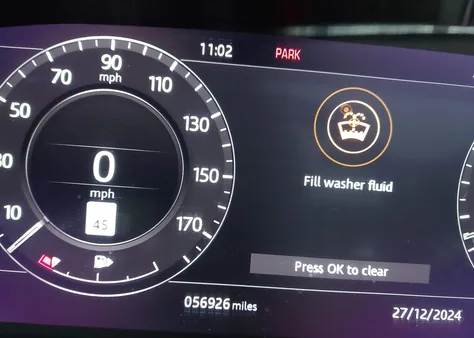 11:02
PARK
90
mph
70
110
50
130
30
0
mph
150
10
45
170
Fill washer fluid
Press OK to clear
056926 miles
27/12/2024